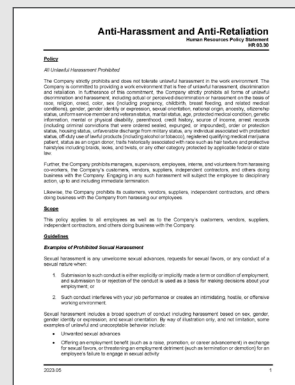 Anti-Harassment and Anti-Retaliation
Human Resources Policy Statement
HR 03.30
Policy
All Unlawful Harassment Prohibited
The Company strictly prohibits and does not tolerate unlawful harassment in the work environment. The
Company is committed to providing a work environment that is free of unlawful harassment, discrimination
and retaliation. In furtherance of this commitment, the Company strictly prohibits all forms of unlawful
discrimination and harassment, including actual or perceived discrimination or harassment on the basis of
race, religion, creed, color, sex (including pregnancy, childbirth, breast feeding, and related medical
conditions), gender, gender identity or expression, sexual orientation, national origin, ancestry, citizenship
status, uniform service member and veteran status, marital status, age, protected medical condition, genetic
information, mental or physical disability, parenthood, credit history, source of income, arrest records
(including criminal convictions that were ordered sealed, expunged, or impounded), order or protection
status, housing status, unfavorable discharge from military status, any individual associated with protected
status, off-duty use of lawful products (including alcohol or tobacco), registered qualifying medical marijuana
patient, status as an organ donor, traits historically associated with race such as hair texture and protective
hairstyles including braids, locks, and twists, or any other category protected by applicable federal or state
law.
Further, the Company prohibits managers, supervisors, employees, interns, and volunteers from harassing
co-workers, the Company's customers, vendors, suppliers, independent contractors, and others doing
business with the Company. Engaging in any such harassment will subject the employee to disciplinary
action, up to and including immediate termination.
Likewise, the Company prohibits its customers, vendors, suppliers, independent contractors, and others
doing business with the Company from harassing our employees.
Scope
This policy applies to all employees as well as to the Company's customers, vendors, suppliers,
independent contractors, and others doing business with the Company.
Guidelines
Examples of Prohibited Sexual Harassment
Sexual harassment is any unwelcome sexual advances, requests for sexual favors, or any conduct of a
sexual nature when:
1. Submission to such conduct is either explicitly or implicitly made a term or condition of employment,
and submission to or rejection of the conduct is used as a basis for making decisions about your
employment; or
2. Such conduct interferes with your job performance or creates an intimidating, hostile, or offensive
working environment.
Sexual harassment includes a broad spectrum of conduct including harassment based on sex, gender,
gender identity or expression, and sexual orientation. By way of illustration only, and not limitation, some
examples of unlawful and unacceptable behavior include:
• Unwanted sexual advances
• Offering an employment benefit (such as a raise, promotion, or career advancement) in exchange
for sexual favors, or threatening an employment detriment (such as termination or demotion) for an
employee's failure to engage in sexual activity
2023.05 1